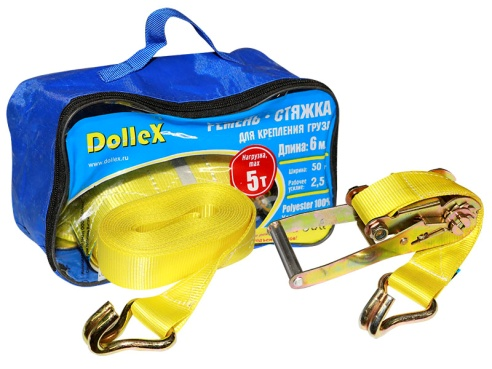 DolleX
www.dollex.ru
РЕМЕНЬ - СТЯЖКА
ДЛЯ КРЕПЛЕНИЯ ГРУЗА
Длина: 6 м
Нагрузка,
max
5т
Ширина: 50
Рабочее
усилие: 2,5
Polyester 100%